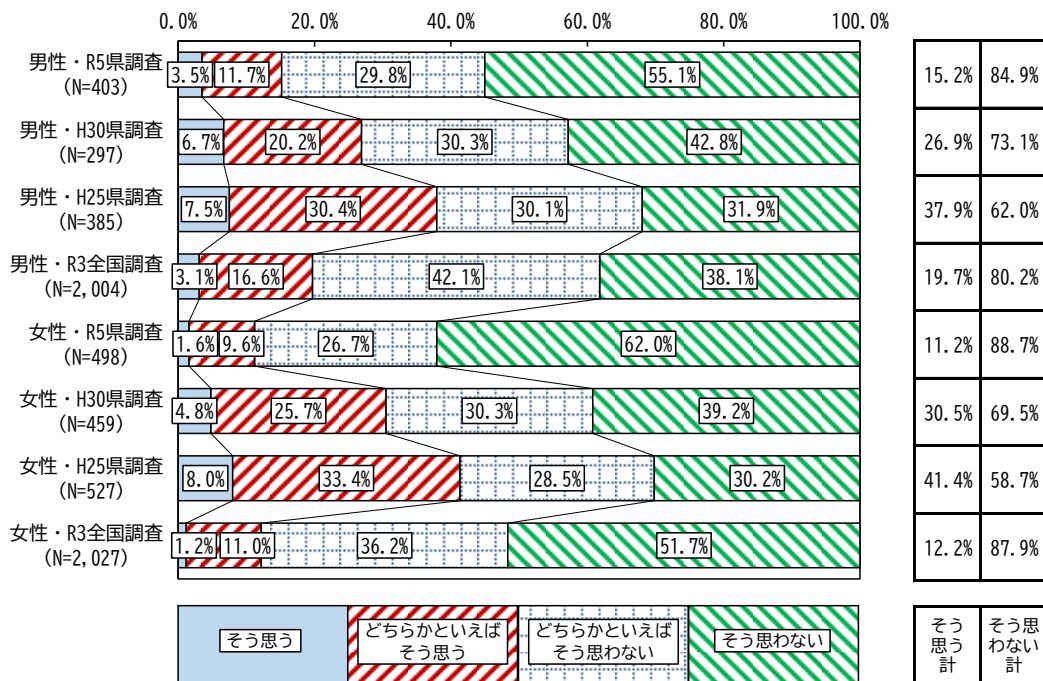 0.0% 20.0% 40.0% 60.0% 80.0% 100.0%
男性・R5県調査
(N=403)
3.5% 11.7% 29.8% 55.1% 15.2% 84.9%
男性・H30県調査
(N=297)
6.7% 20.2% 30.3% 42.8% 26.9% 73.1%
男性・H25県調査
(N=385)
7.5% 30.4% 30.1% 31.9% 37.9% 62.0%
男性・R3全国調査
(N=2,004)
3.1% 16.6% 42.1% 38.1% 19.7% 80.2%
女性・R5県調査
(N=498)
1.6% 9.6% 26.7% 62.0% 11.2% 88.7%
女性・H30県調査
(N=459)
4.8% 25.7% 30.3% 39.2% 30.5% 69.5%
女性・H25県調査
(N=527)
8.0% 33.4% 28.5% 30.2% 41.4% 58.7%
女性・R3全国調査
(N=2,027)
1.2% 11.0% 36.2% 51.7% 12.2% 87.9%
そう思う
どちらかといえば
そう思う
どちらかといえば
そう思わない
そう思わない
そう
思う
計
そう思
わない
計